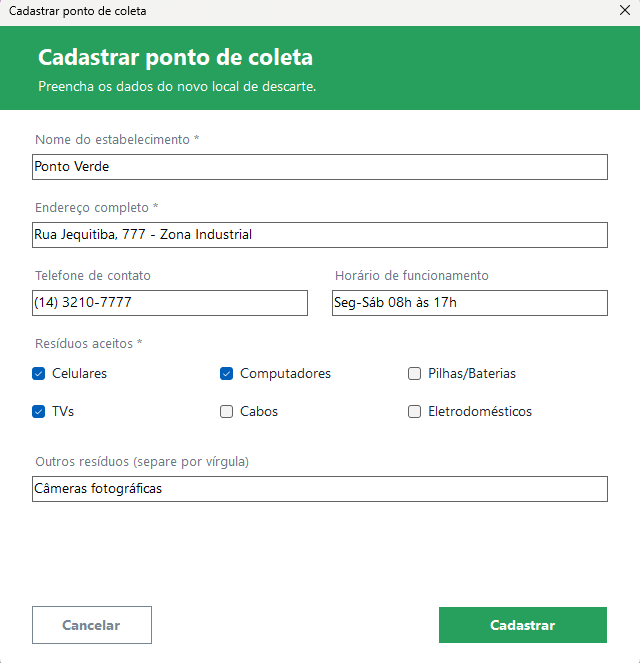 Cadastrar ponto de coleta
Cadastrar ponto de coleta
Preencha os dados do novo local de descarte.
Nome do estabelecimento *
Ponto Verde
Endereço completo *
Rua Jequitiba, 777 - Zona Industrial
Telefone de contato Horário de funcionamento
(14) 3210-7777 Seg-Sáb 08h às 17h
Resíduos aceitos *
Celulares Computadores Pilhas/Baterias
TVs Cabos Eletrodomésticos
Outros resíduos (separe por vírgula)
Câmeras fotográficas
Cancelar Cadastrar